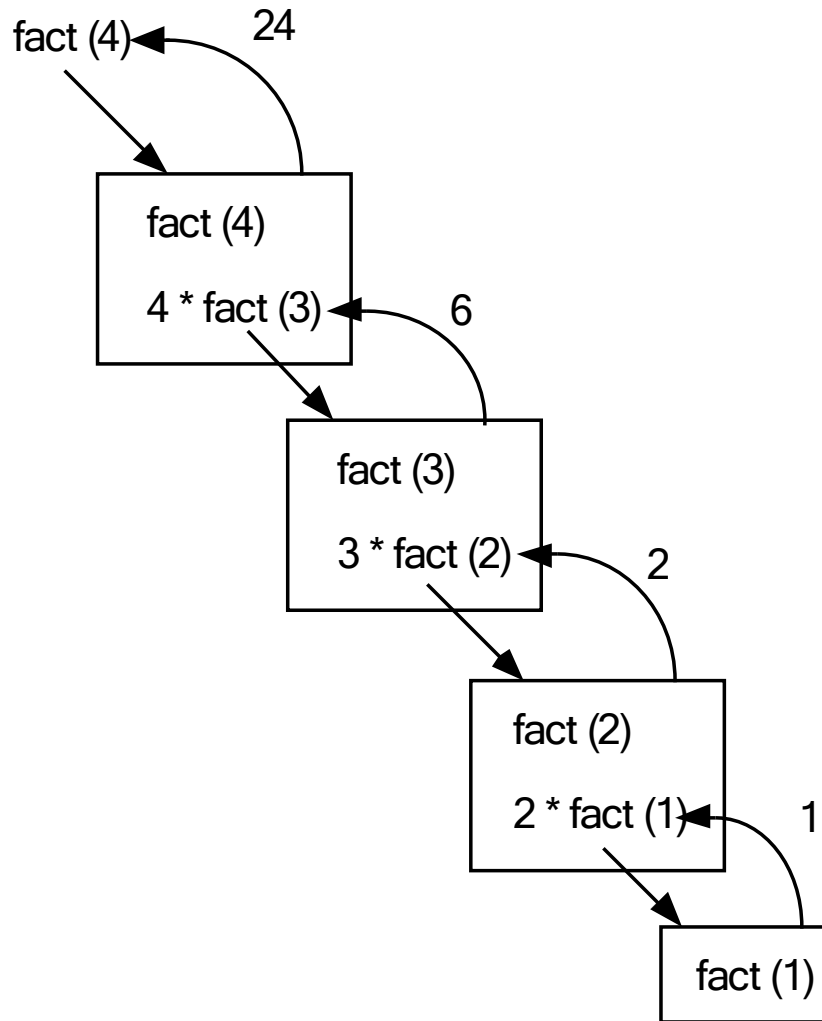 fact (4)
24
fact (4)
4 * fact (3)
6
fact (3)
3 * fact (2)
2
fact (2)
2 * fact (1)
1
fact (1)